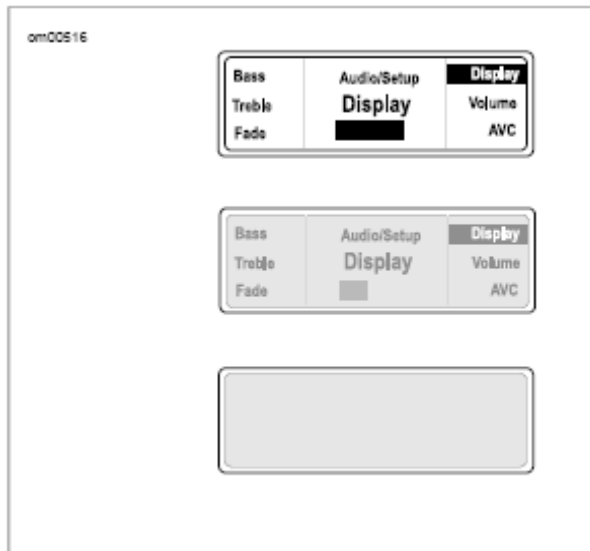 om00516
Bass Audio/Setup Display
Treble Display Volume
Fade AVC
Bass Audio/Setup Display
Treble Display Volume
Fade AVC